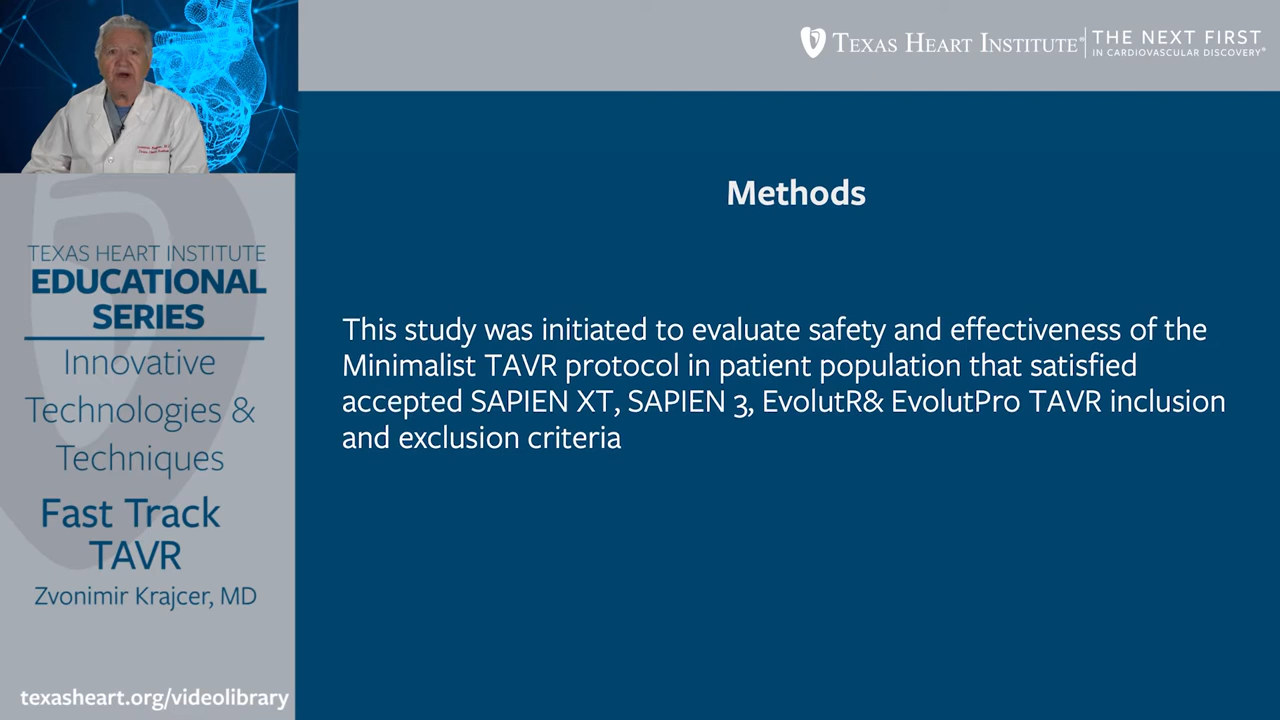 TEXAS HEART INSTITUTE®
THE NEXT FIRST
IN CARDIOVASCULAR DISCOVERY®
TEXAS HEART INSTITUTE
EDUCATIONAL
SERIES
Innovative
Technologies &
Techniques
Fast Track
TAVR
Zvonimir Krajcer, MD
texasheart.org/videolibrary
Methods
This study was initiated to evaluate safety and effectiveness of the
Minimalist TAVR protocol in patient population that satisfied
accepted SAPIEN XT, SAPIEN 3, EvolutR& EvolutPro TAVR inclusion
and exclusion criteria